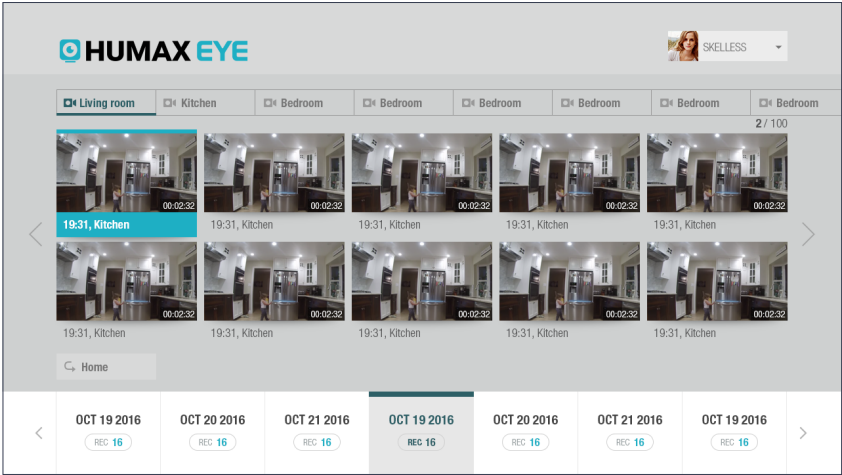 HUMAX EYE
SKELLESS
Living room
Kitchen
Bedroom
Bedroom
Bedroom
Bedroom
Bedroom
Bedroom
2 / 100
00:02:32
00:02:32
00:02:32
00:02:32
00:02:32
19:31, Kitchen
19:31, Kitchen
19:31, Kitchen
19:31, Kitchen
19:31, Kitchen
00:02:32
00:02:32
00:02:32
00:02:32
00:02:32
19:31, Kitchen
19:31, Kitchen
19:31, Kitchen
19:31, Kitchen
19:31, Kitchen
Home
OCT 19 2016
OCT 20 2016
OCT 21 2016
OCT 19 2016
OCT 20 2016
OCT 21 2016
OCT 19 2016
REC 16
REC 16
REC 16
REC 16
REC 16
REC 16
REC 16